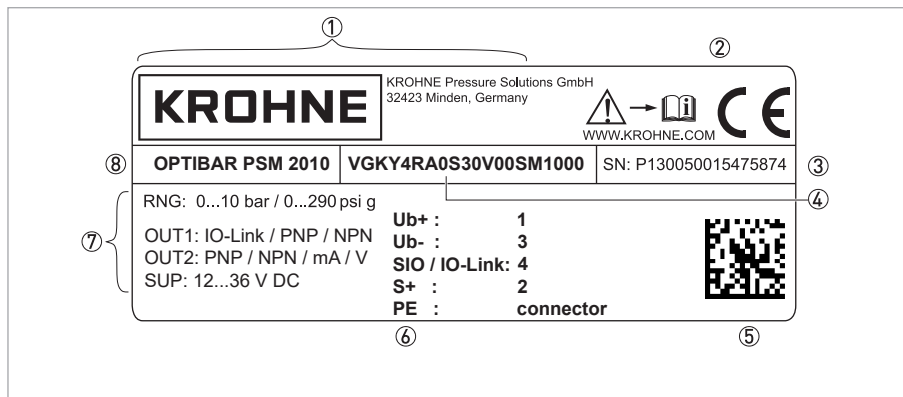 ①
②
KROHNE
KROHNE Pressure Solutions GmbH
32423 Minden, Germany
WWW.KROHNE.COM
CE
⑧
OPTIBAR PSM 2010
VGKY4RA0S30V00SM1000
SN: P130050015475874
③
④
⑦
RNG: 0...10 bar / 0...290 psi g
OUT1: IO-Link / PNP / NPN
OUT2: PNP / NPN / mA / V
SUP: 12...36 V DC
Ub+ : 1
Ub- : 3
SIO / IO-Link: 4
S+ : 2
PE : connector
⑥
⑤